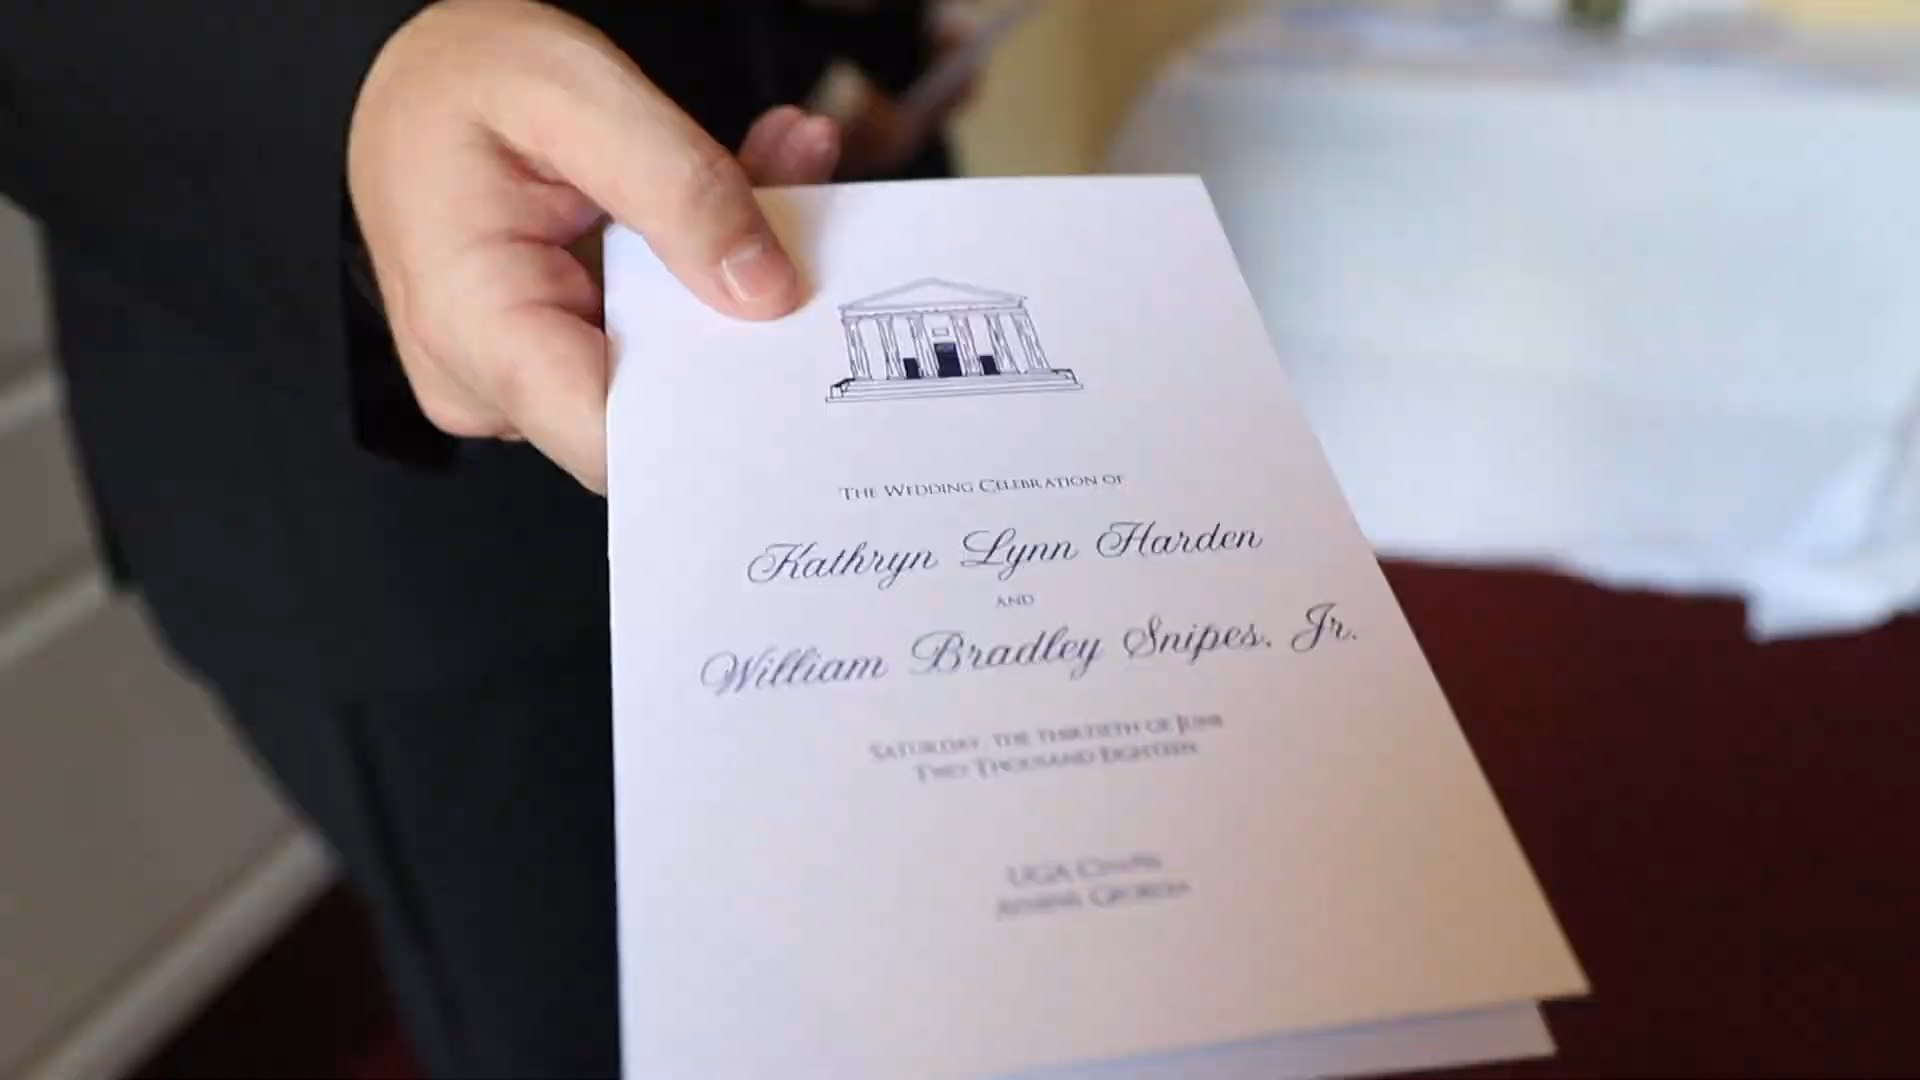 The Wedding Celebration of
Kathryn Lynn Harden
and
William Bradley Snipes, Jr.
Saturday, the thirtieth of June
Two Thousand Eighteen
UGA Chapel
Athens Georgia